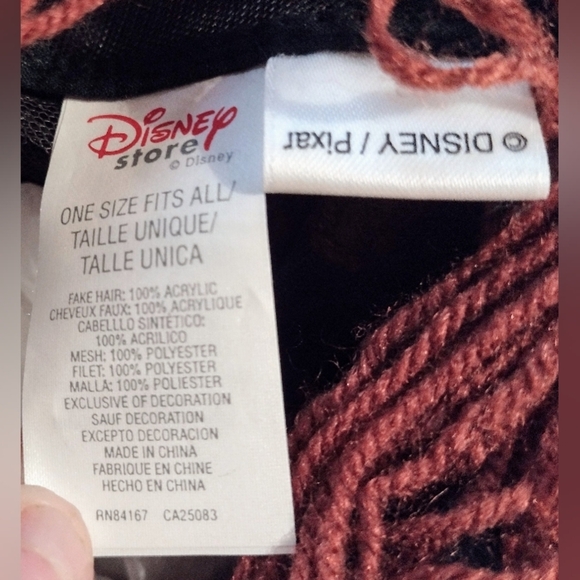 Disney
store
© Disney
ONE SIZE FITS ALL/
TAILLE UNIQUE/
TALLE UNICA
FAKE HAIR: 100% ACRYLIC
CHEVEUX FAUX: 100% ACRYLIQUE
CABELLLO SINTÉTICO:
100% ACRILICO
MESH: 100% POLYESTER
FILET: 100% POLYESTER
MALLA: 100% POLIESTER
EXCLUSIVE OF DECORATION
SAUF DECORATION
EXCEPTO DECORACION
MADE IN CHINA
FABRIQUE EN CHINE
HECHO EN CHINA
RN84167 CA25083
© DISNEY / Pixar